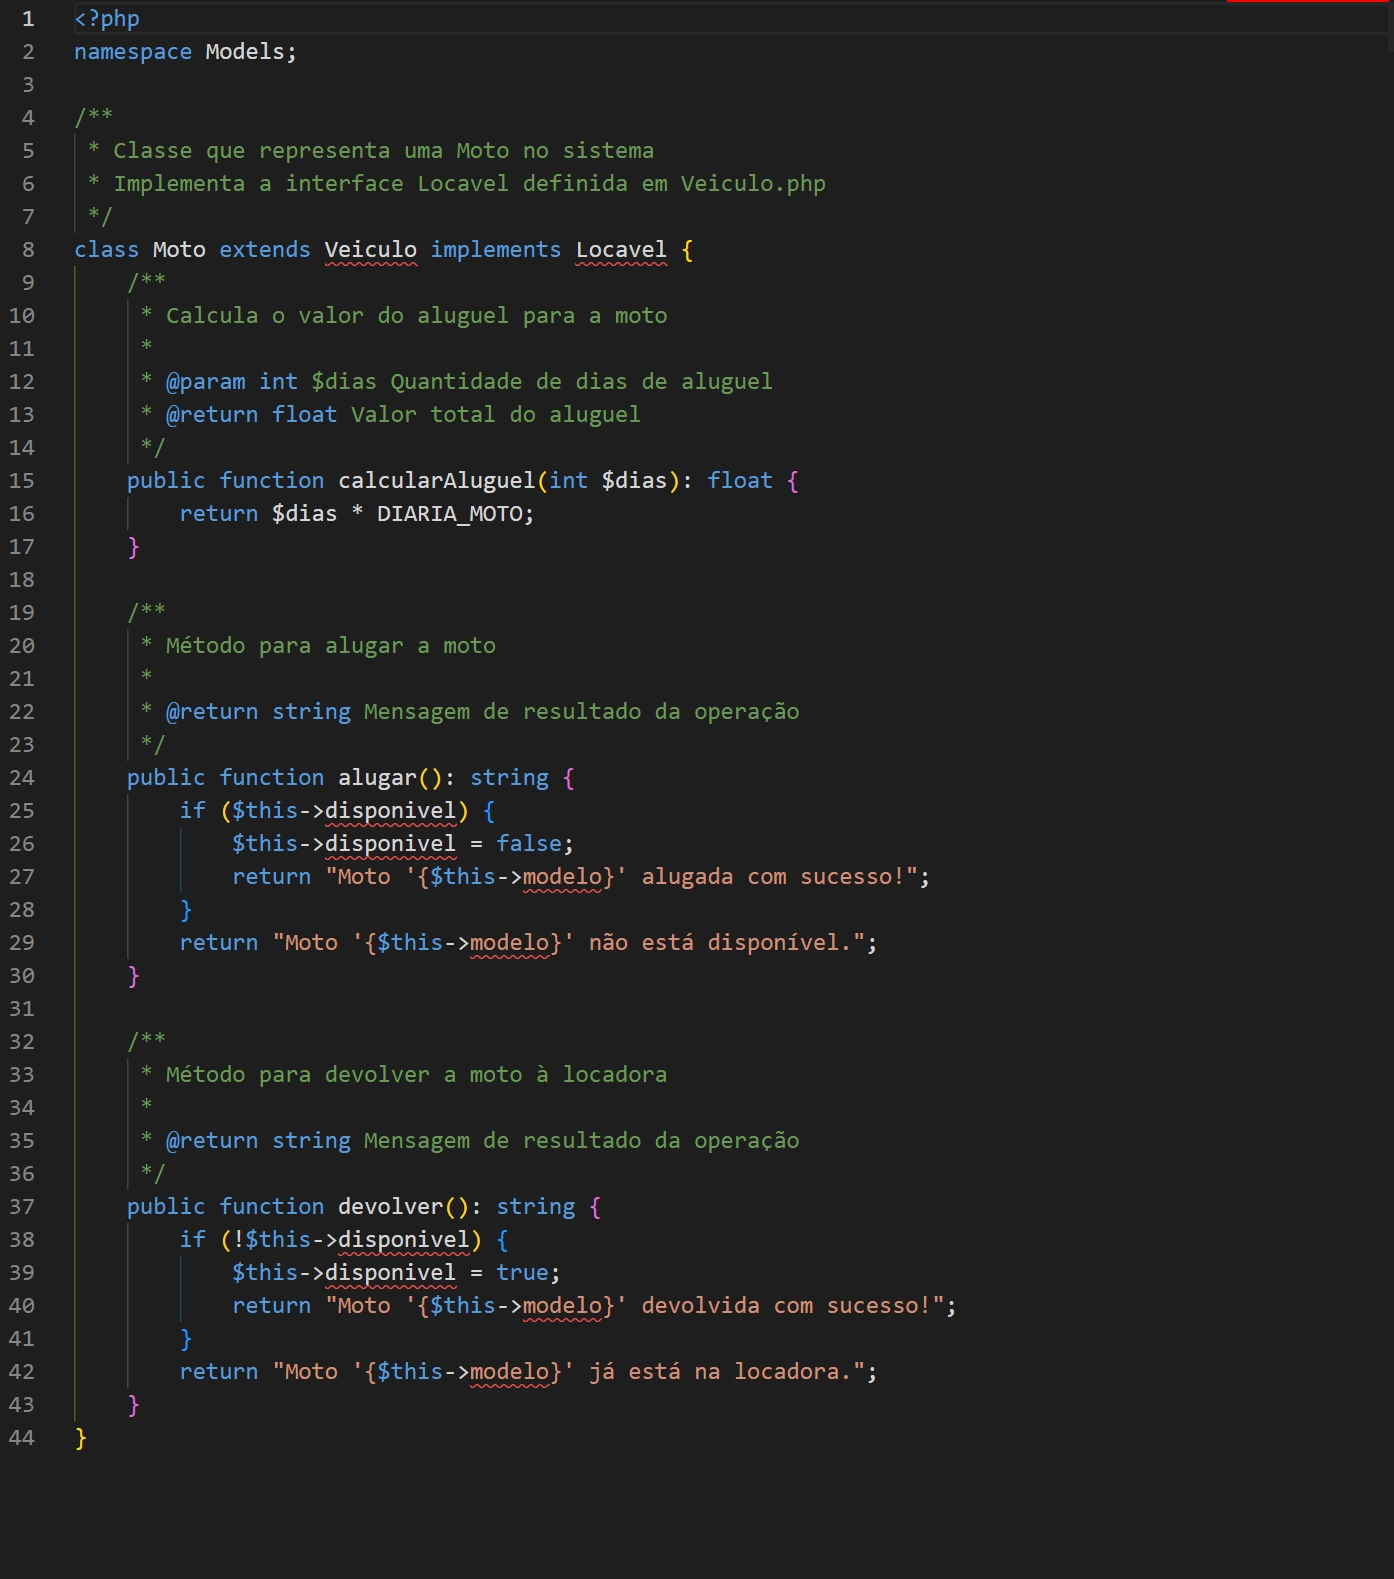 1 <?php
2 namespace Models;
3
4 /**
5  * Classe que representa uma Moto no sistema
6  * Implementa a interface Locavel definida em Veiculo.php
7  */
8 class Moto extends Veiculo implements Locavel {
9     /**
10      * Calcula o valor do aluguel para a moto
11      *
12      * @param int $dias Quantidade de dias de aluguel
13      * @return float Valor total do aluguel
14      */
15     public function calcularAluguel(int $dias): float {
16         return $dias * DIARIA_MOTO;
17     }
18
19     /**
20      * Método para alugar a moto
21      *
22      * @return string Mensagem de resultado da operação
23      */
24     public function alugar(): string {
25         if ($this->disponivel) {
26             $this->disponivel = false;
27             return "Moto '{$this->modelo}' alugada com sucesso!";
28         }
29         return "Moto '{$this->modelo}' não está disponível.";
30     }
31
32     /**
33      * Método para devolver a moto à locadora
34      *
35      * @return string Mensagem de resultado da operação
36      */
37     public function devolver(): string {
38         if (!$this->disponivel) {
39             $this->disponivel = true;
40             return "Moto '{$this->modelo}' devolvida com sucesso!";
41         }
42         return "Moto '{$this->modelo}' já está na locadora.";
43     }
44 }